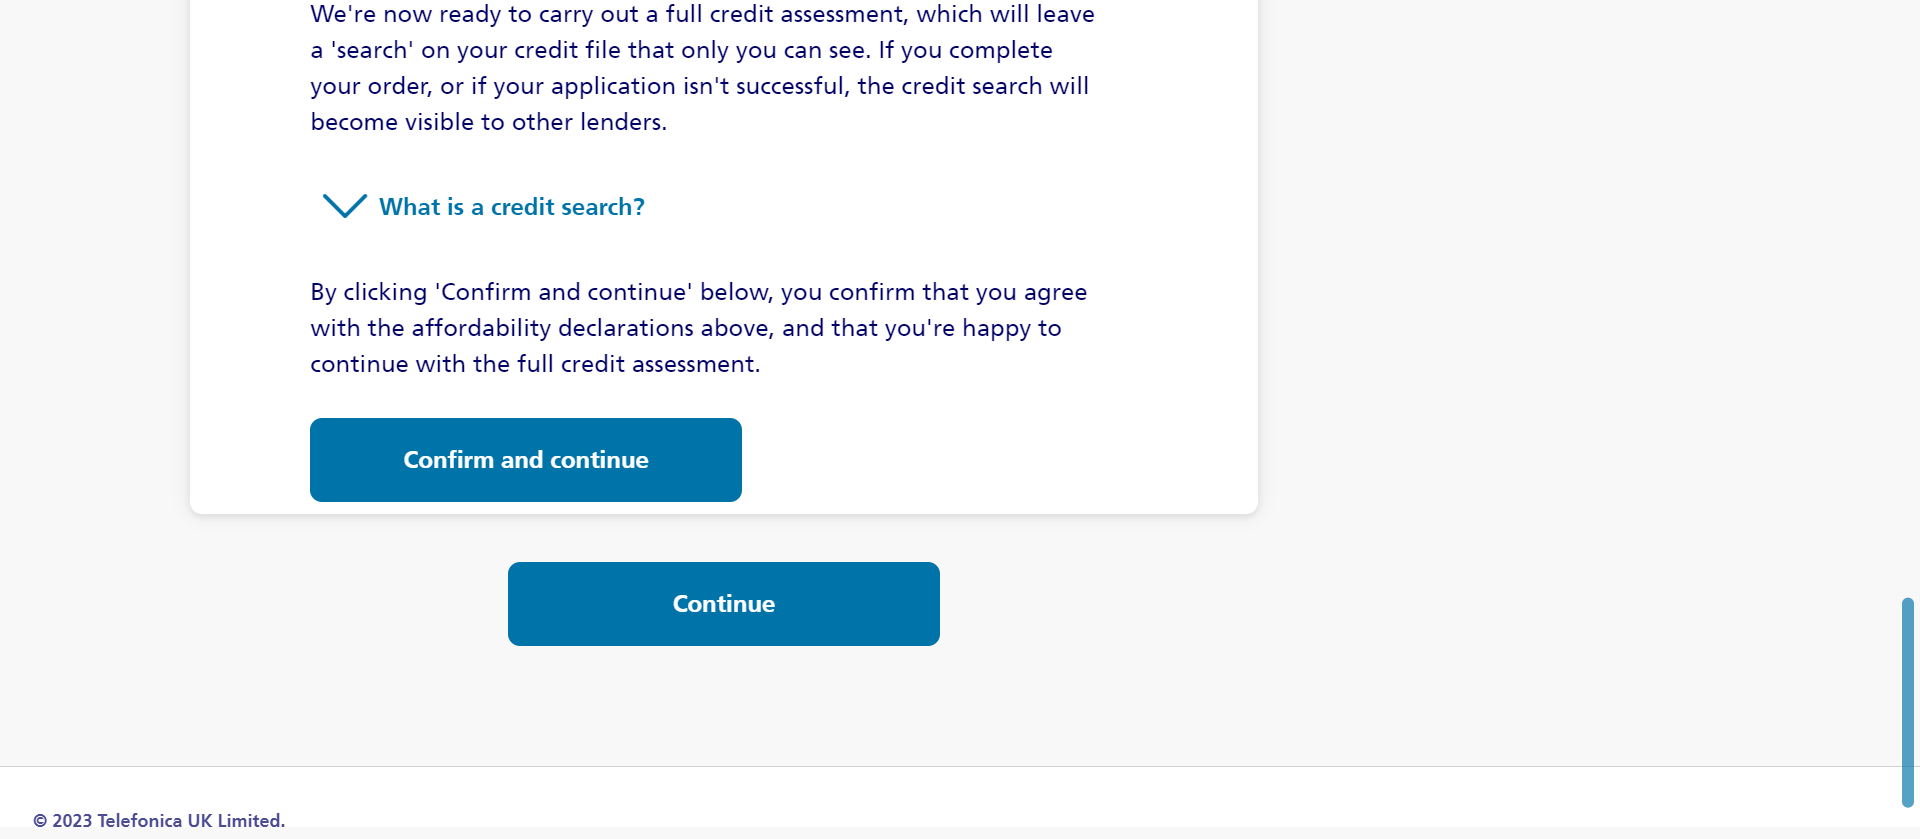 We're now ready to carry out a full credit assessment, which will leave
a 'search' on your credit file that only you can see. If you complete
your order, or if your application isn't successful, the credit search will
become visible to other lenders.
What is a credit search?
By clicking 'Confirm and continue' below, you confirm that you agree
with the affordability declarations above, and that you're happy to
continue with the full credit assessment.
Confirm and continue
Continue
© 2023 Telefonica UK Limited.